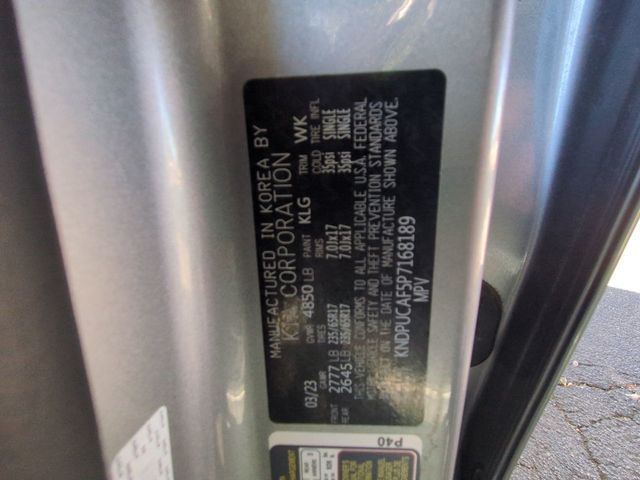 MANUFACTURED IN KOREA BY
KIA CORPORATION
03/23 GVWR 4850 LB PAINT KLG TRIM WK
GAWR TIRES RIMS COLD TIRE INFL
FRONT 2777 LB 235/65R17 7.0Jx17 35psi SINGLE
REAR 2645 LB 235/65R17 7.0Jx17 35psi SINGLE
THIS VEHICLE CONFORMS TO ALL APPLICABLE U.S.A. FEDERAL
MOTOR VEHICLE SAFETY AND THEFT PREVENTION STANDARDS
IN EFFECT ON THE DATE OF MANUFACTURE SHOWN ABOVE.
KNDPUCAF5P7168189
MPV
P40